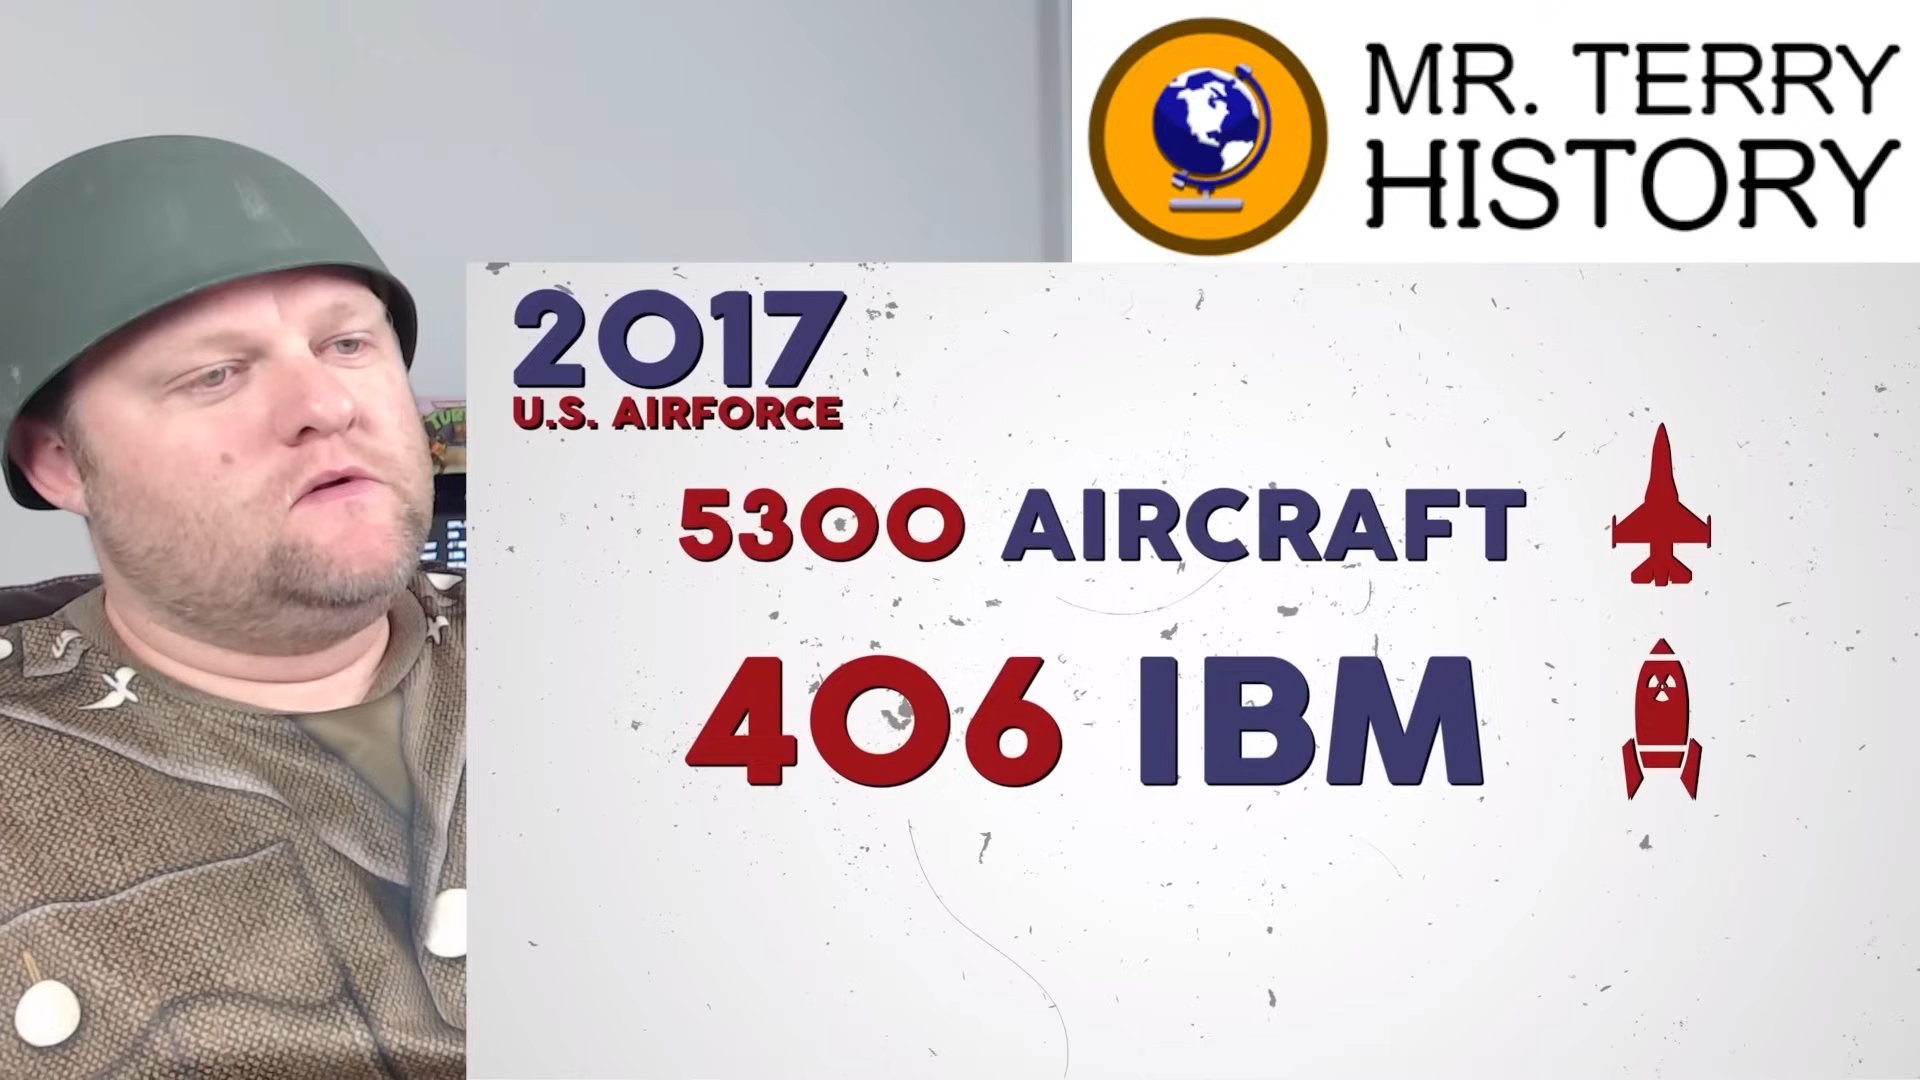 MR. TERRY
HISTORY
2017
U.S. AIRFORCE
5300 AIRCRAFT
406 IBM